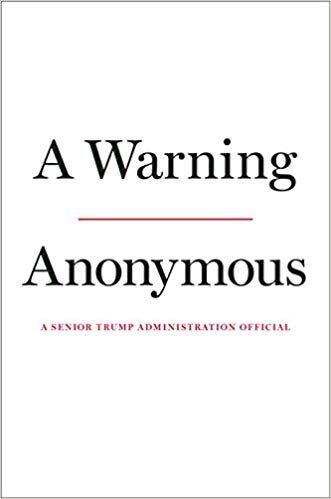 A Warning
Anonymous
A SENIOR TRUMP ADMINISTRATION OFFICIAL